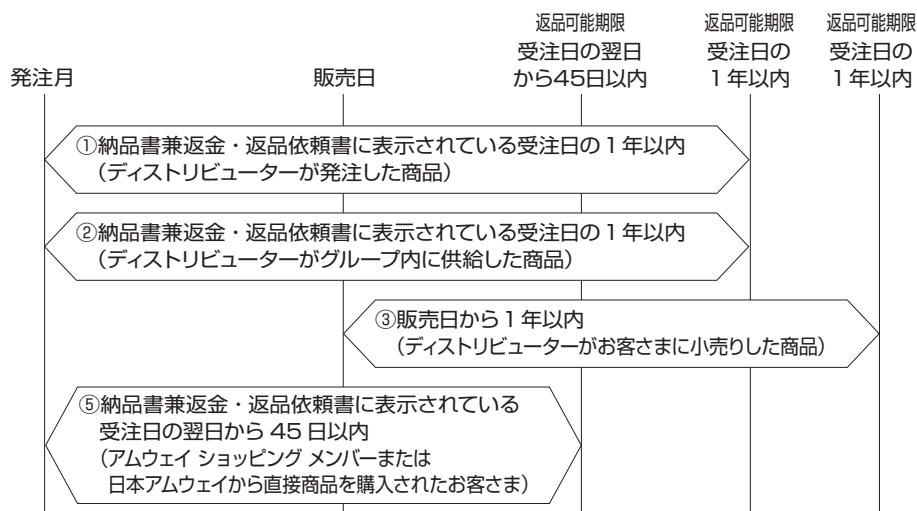 返品可能期限
受注日の翌日
から45日以内
返品可能期限
受注日の
1年以内
返品可能期限
受注日の
1年以内
発注月
販売日
①納品書兼返金・返品依頼書に表示されている受注日の1年以内
（ディストリビューターが発注した商品）
②納品書兼返金・返品依頼書に表示されている受注日の1年以内
（ディストリビューターがグループ内に供給した商品）
③販売日から1年以内
（ディストリビューターがお客さまに小売りした商品）
⑤納品書兼返金・返品依頼書に表示されている
受注日の翌日から 45 日以内
（アムウェイ ショッピング メンバーまたは
日本アムウェイから直接商品を購入されたお客さま）